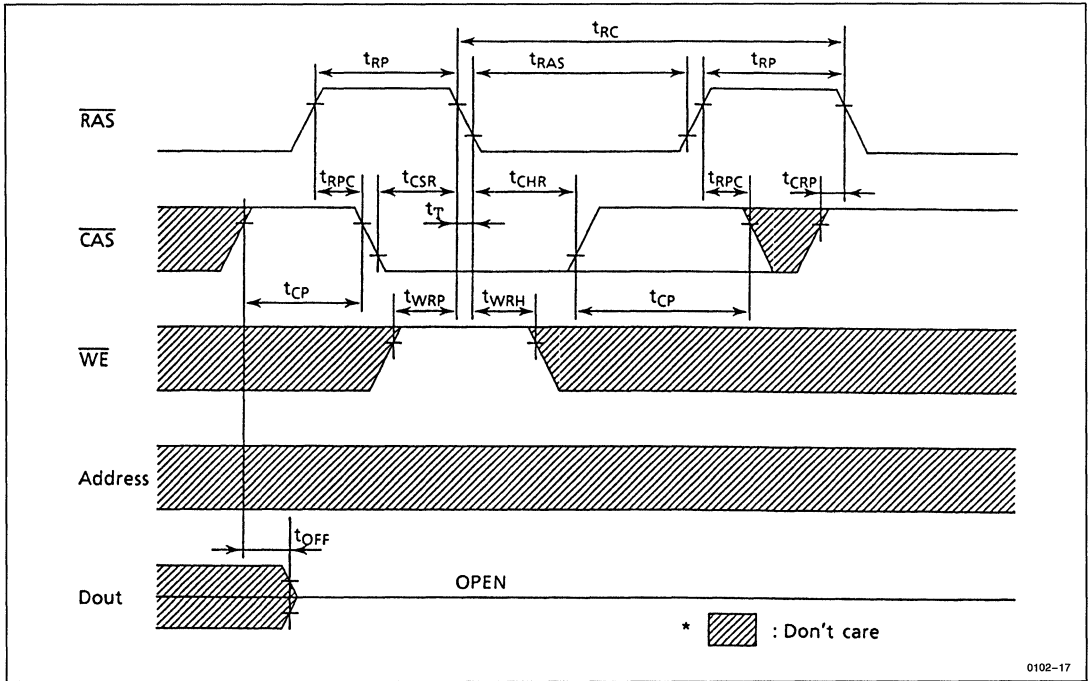 tRC
tRP
tRAS
tRP
RAS
tRPC
tCSR
tCHR
tRPC
tCRP
tT
CAS
tCP
tWRP
tWRH
tCP
WE
Address
tOFF
Dout
OPEN
* : Don't care
0102-17